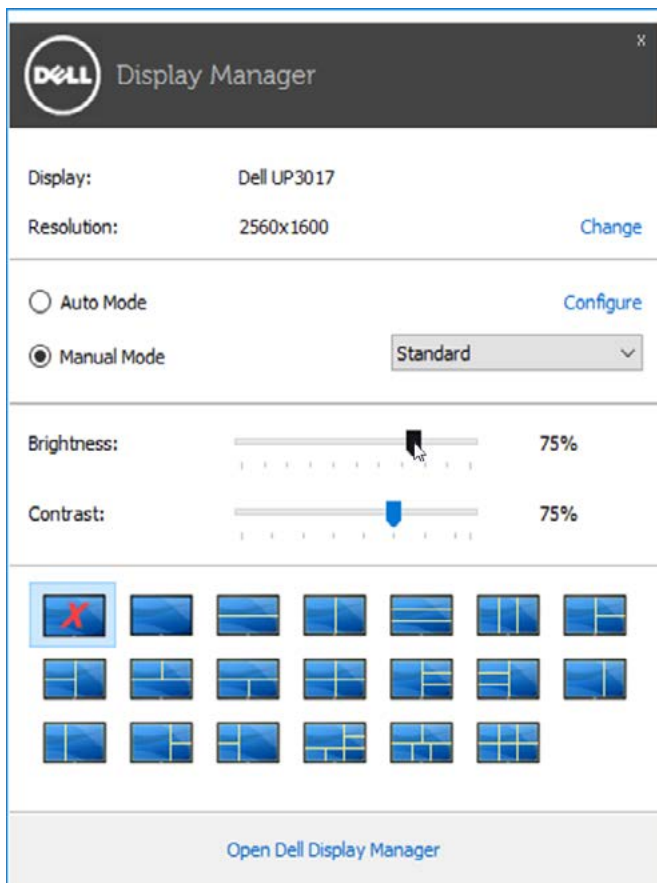 X
DELL Display Manager
Display: Dell UP3017
Resolution: 2560x1600 Change
Auto Mode Configure
Manual Mode Standard
Brightness: 75%
Contrast: 75%
X
Open Dell Display Manager